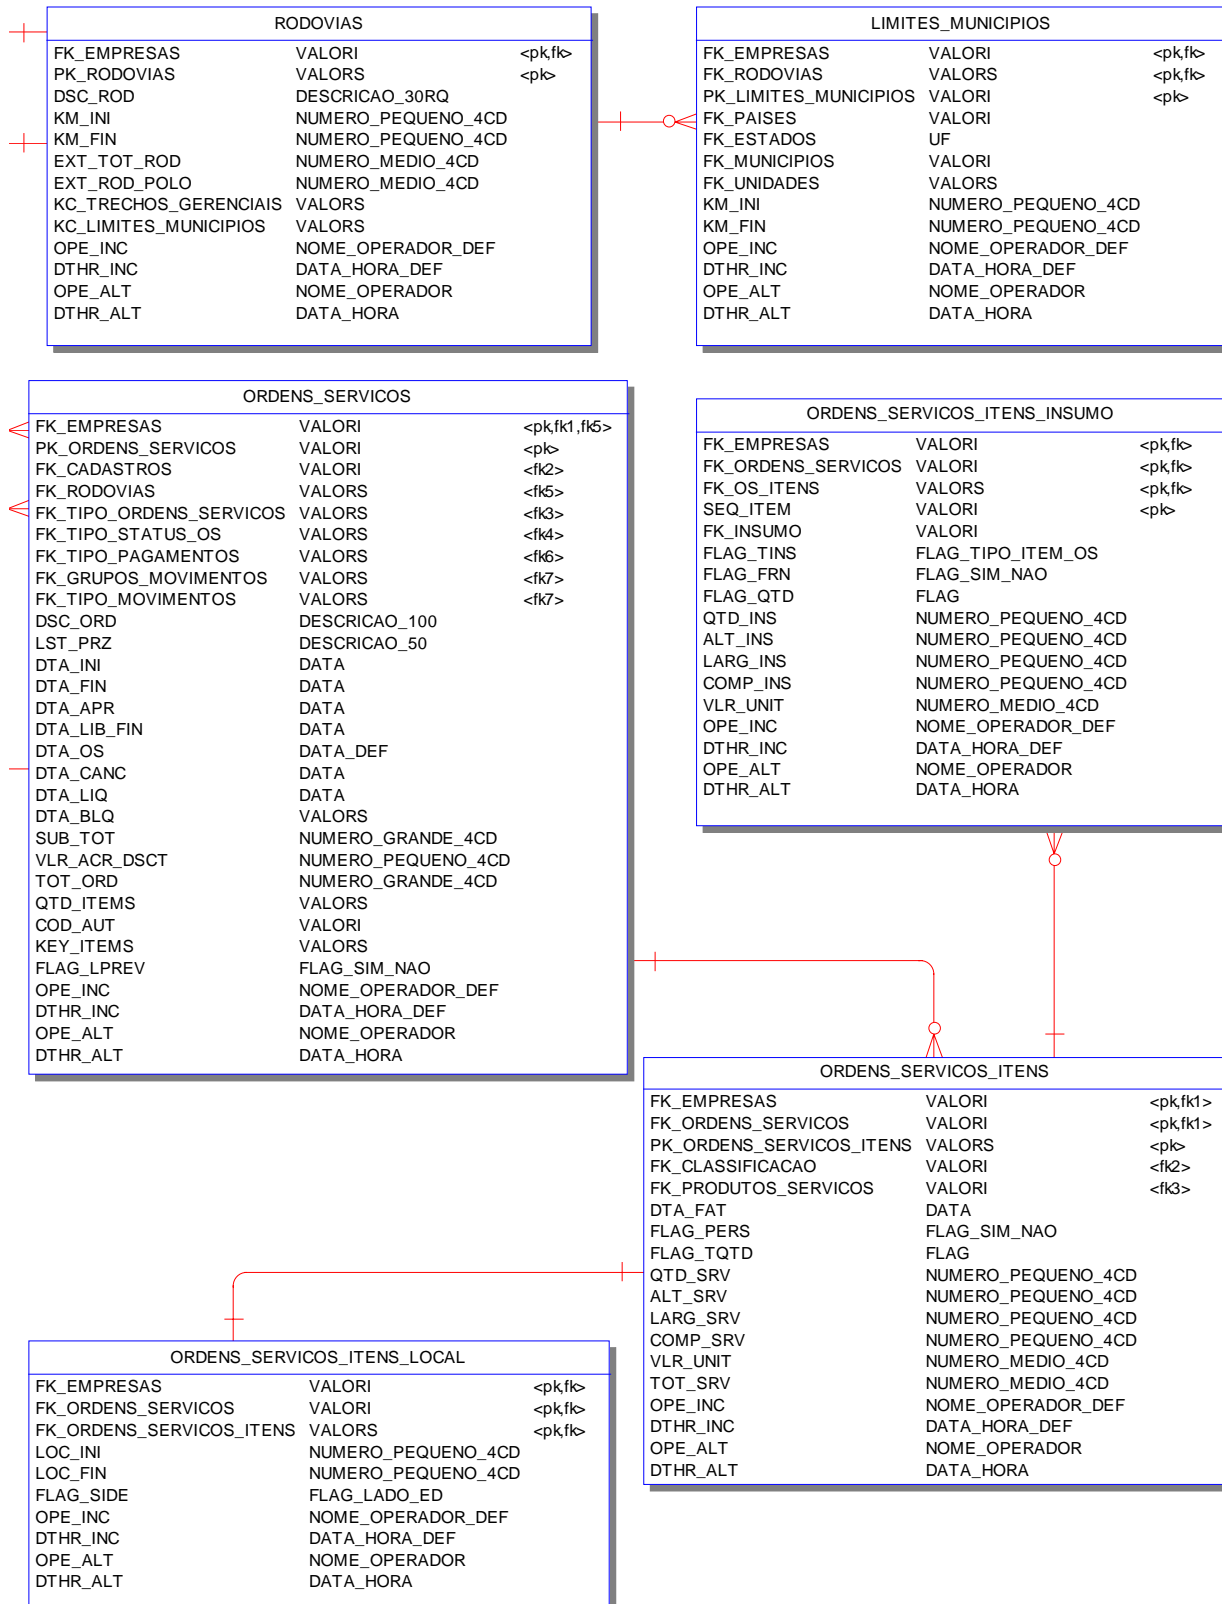 RODOVIAS
FK_EMPRESAS VALORI <pk,fk>
PK_RODOVIAS VALORS <pk>
DSC_ROD DESCRICAO_30RQ
KM_INI NUMERO_PEQUENO_4CD
KM_FIN NUMERO_PEQUENO_4CD
EXT_TOT_ROD NUMERO_MEDIO_4CD
EXT_ROD_POLO NUMERO_MEDIO_4CD
KC_TRECHOS_GERENCIAIS VALORS
KC_LIMITES_MUNICIPIOS VALORS
OPE_INC NOME_OPERADOR_DEF
DTHR_INC DATA_HORA_DEF
OPE_ALT NOME_OPERADOR
DTHR_ALT DATA_HORA
LIMITES_MUNICIPIOS
FK_EMPRESAS VALORI <pk,fk>
FK_RODOVIAS VALORS <pk,fk>
PK_LIMITES_MUNICIPIOS VALORI <pk>
FK_PAISES VALORI
FK_ESTADOS UF
FK_MUNICIPIOS VALORI
FK_UNIDADES VALORS
KM_INI NUMERO_PEQUENO_4CD
KM_FIN NUMERO_PEQUENO_4CD
OPE_INC NOME_OPERADOR_DEF
DTHR_INC DATA_HORA_DEF
OPE_ALT NOME_OPERADOR
DTHR_ALT DATA_HORA
ORDENS_SERVICOS
FK_EMPRESAS VALORI <pk,fk1,fk5>
PK_ORDENS_SERVICOS VALORI <pk>
FK_CADASTROS VALORI <fk2>
FK_RODOVIAS VALORS <fk5>
FK_TIPO_ORDENS_SERVICOS VALORS <fk3>
FK_TIPO_STATUS_OS VALORS <fk4>
FK_TIPO_PAGAMENTOS VALORS <fk6>
FK_GRUPOS_MOVIMENTOS VALORS <fk7>
FK_TIPO_MOVIMENTOS VALORS <fk7>
DSC_ORD DESCRICAO_100
LST_PRZ DESCRICAO_50
DTA_INI DATA
DTA_FIN DATA
DTA_APR DATA
DTA_LIB_FIN DATA
DTA_OS DATA_DEF
DTA_CANC DATA
DTA_LIQ DATA
DTA_BLQ VALORS
SUB_TOT NUMERO_GRANDE_4CD
VLR_ACR_DSCT NUMERO_PEQUENO_4CD
TOT_ORD NUMERO_GRANDE_4CD
QTD_ITEMS VALORS
COD_AUT VALORI
KEY_ITEMS VALORS
FLAG_LPREV FLAG_SIM_NAO
OPE_INC NOME_OPERADOR_DEF
DTHR_INC DATA_HORA_DEF
OPE_ALT NOME_OPERADOR
DTHR_ALT DATA_HORA
ORDENS_SERVICOS_ITENS_INSUMO
FK_EMPRESAS VALORI <pk,fk>
FK_ORDENS_SERVICOS VALORI <pk,fk>
FK_OS_ITENS VALORS <pk,fk>
SEQ_ITEM VALORI <pk>
FK_INSUMO VALORI
FLAG_TINS FLAG_TIPO_ITEM_OS
FLAG_FRN FLAG_SIM_NAO
FLAG_QTD FLAG
QTD_INS NUMERO_PEQUENO_4CD
ALT_INS NUMERO_PEQUENO_4CD
LARG_INS NUMERO_PEQUENO_4CD
COMP_INS NUMERO_PEQUENO_4CD
VLR_UNIT NUMERO_MEDIO_4CD
OPE_INC NOME_OPERADOR_DEF
DTHR_INC DATA_HORA_DEF
OPE_ALT NOME_OPERADOR
DTHR_ALT DATA_HORA
ORDENS_SERVICOS_ITENS
FK_EMPRESAS VALORI <pk,fk1>
FK_ORDENS_SERVICOS VALORI <pk,fk1>
PK_ORDENS_SERVICOS_ITENS VALORS <pk>
FK_CLASSIFICACAO VALORI <fk2>
FK_PRODUTOS_SERVICOS VALORI <fk3>
DTA_FAT DATA
FLAG_PERS FLAG_SIM_NAO
FLAG_TQTD FLAG
QTD_SRV NUMERO_PEQUENO_4CD
ALT_SRV NUMERO_PEQUENO_4CD
LARG_SRV NUMERO_PEQUENO_4CD
COMP_SRV NUMERO_PEQUENO_4CD
VLR_UNIT NUMERO_MEDIO_4CD
TOT_SRV NUMERO_MEDIO_4CD
OPE_INC NOME_OPERADOR_DEF
DTHR_INC DATA_HORA_DEF
OPE_ALT NOME_OPERADOR
DTHR_ALT DATA_HORA
ORDENS_SERVICOS_ITENS_LOCAL
FK_EMPRESAS VALORI <pk,fk>
FK_ORDENS_SERVICOS VALORI <pk,fk>
FK_ORDENS_SERVICOS_ITENS VALORS <pk,fk>
LOC_INI NUMERO_PEQUENO_4CD
LOC_FIN NUMERO_PEQUENO_4CD
FLAG_SIDE FLAG_LADO_ED
OPE_INC NOME_OPERADOR_DEF
DTHR_INC DATA_HORA_DEF
OPE_ALT NOME_OPERADOR
DTHR_ALT DATA_HORA